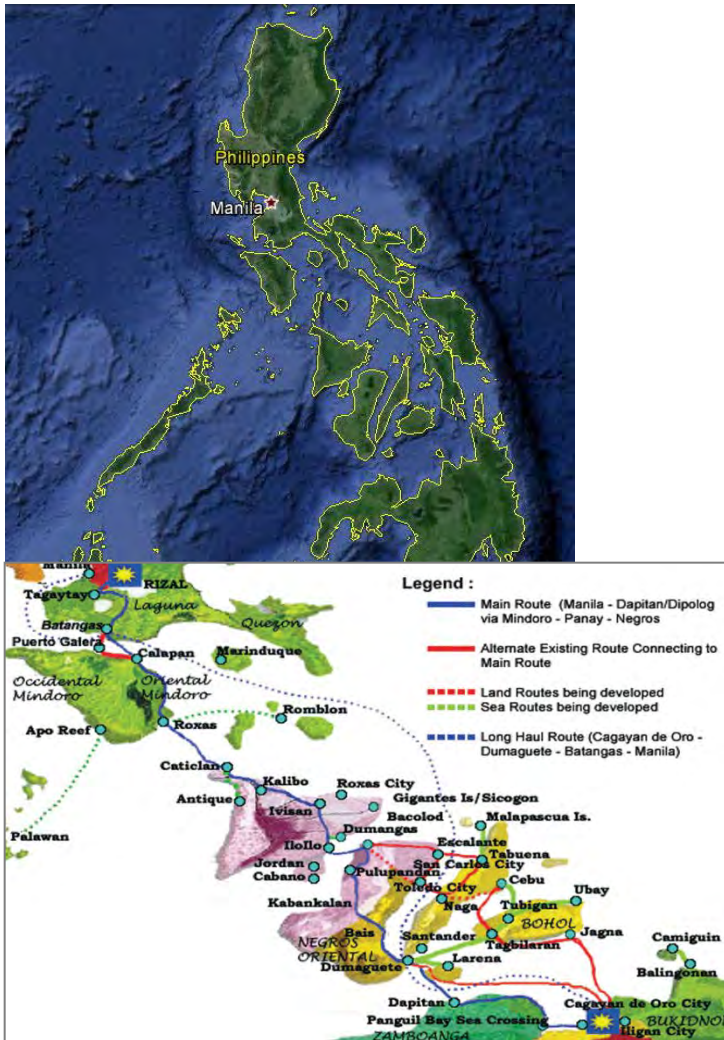 Philippines
Manila
Manila
RIZAL
Tagaytay
Laguna
Quezon
Batangas
Puerto Galera
Calapan
Marinduque
Occidental
Mindoro
Oriental
Mindoro
Apo Reef
Roxas
Romblon
Caticlan
Kalibo
Roxas City
Antique
Ivisan
Gigantes Is/Sicogon
Palawan
Bacolod
Malapascua Is.
Dumangas
Escalante
Iloilo
Tabuena
San Carlos City
Jordan
Pulupandan
Cebu
Cabano
Toledo City
Ubay
Naga
Tubigan
Kabankalan
BOHOL
Bais
Santander
Tagbilaran
Jagna
NEGROS
ORIENTAL
Camiguin
Larena
Dumaguete
Balingonan
Dapitan
Cagayan de Oro City
Panguil Bay Sea Crossing
BUKIDNON
Iligan City
ZAMBOANGA
Legend :
Main Route (Manila - Dapitan/Dipolog
via Mindoro - Panay - Negros
Alternate Existing Route Connecting to
Main Route
Land Routes being developed
Sea Routes being developed
Long Haul Route (Cagayan de Oro -
Dumaguete - Batangas - Manila)